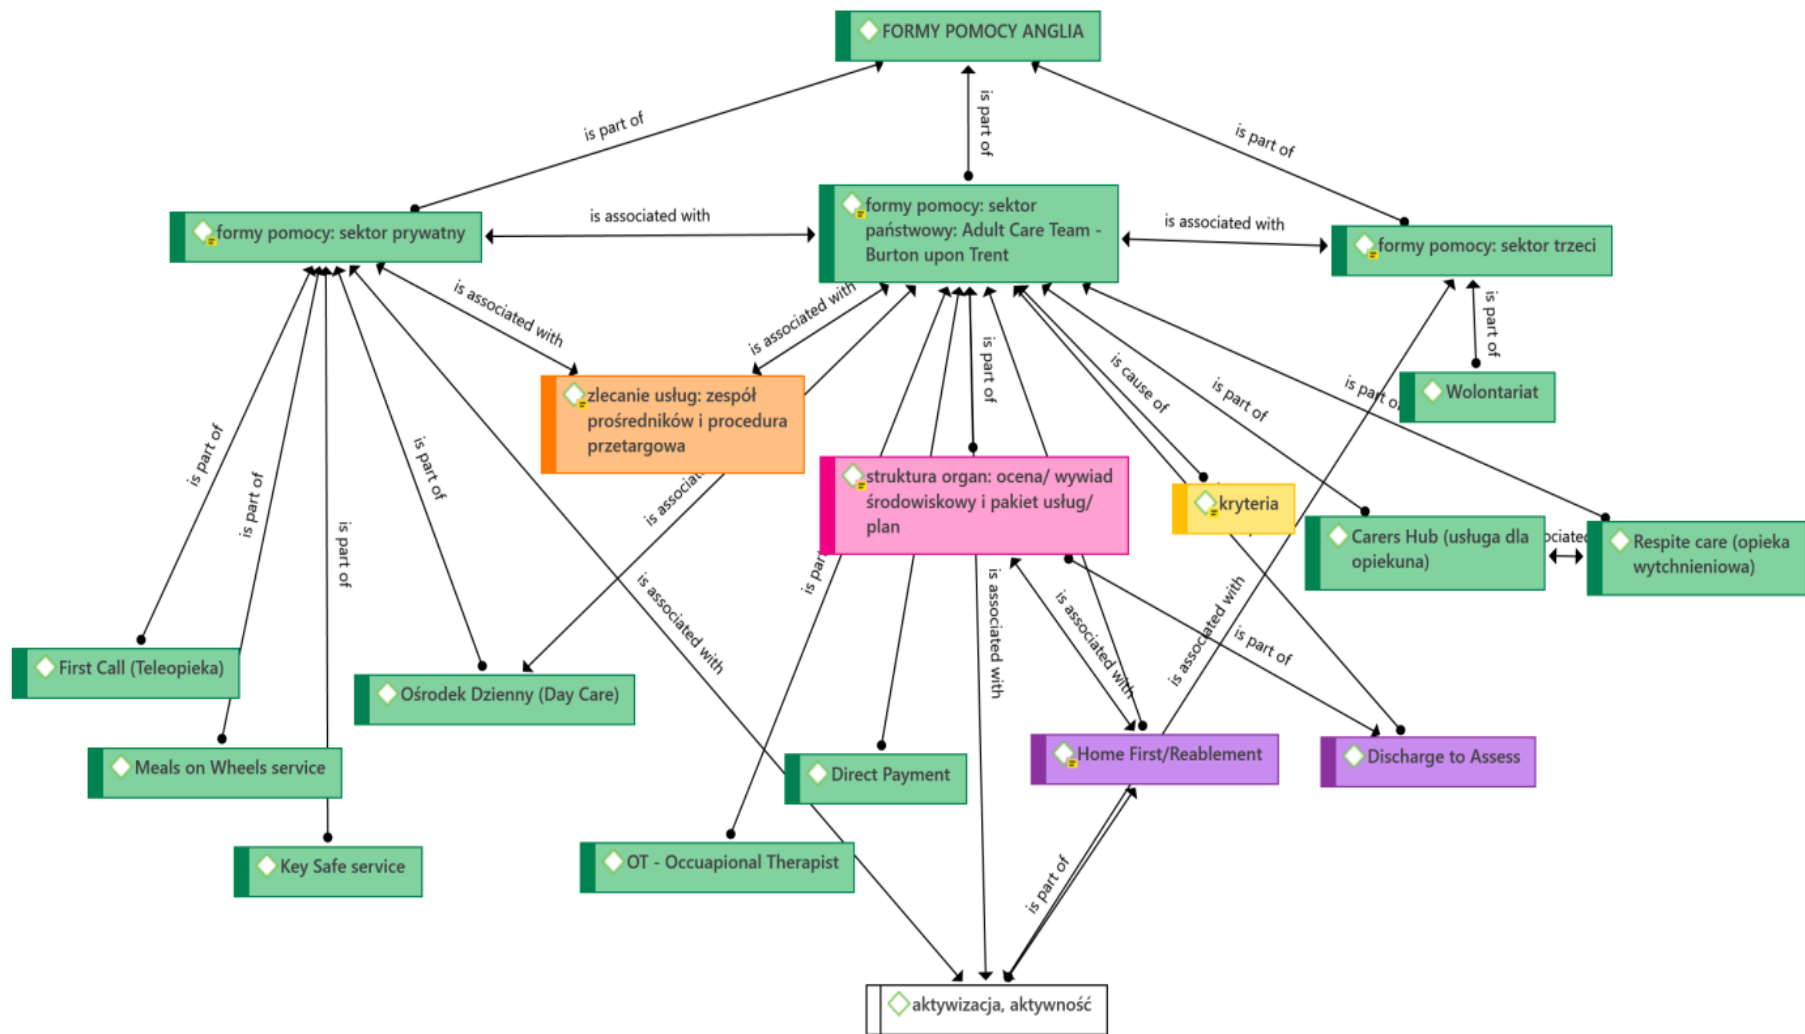 FORMY POMOCY ANGLIA
is part of
is part of
is part of
formy pomocy: sektor prywatny
is associated with
formy pomocy: sektor
państwowy: Adult Care Team -
Burton upon Trent
is associated with
formy pomocy: sektor trzeci
is associated with
is associated with
is part of
is cause of
is part of
is part of
is part of
Wolontariat
zlecanie usług: zespół
prośredników i procedura
przetargowa
is part of
is part of
is part of
is part of
is associa
struktura organ: ocena/ wywiad
środowiskowy i pakiet usług/
plan
kryteria
Carers Hub (usługa dla
opiekuna)
ociated
Respite care (opieka
wytchnieniowa)
is part
is associated with
is associated with
is associated with
is associated with
is part of
First Call (Teleopieka)
Ośrodek Dzienny (Day Care)
Meals on Wheels service
Direct Payment
Home First/Reablement
Discharge to Assess
Key Safe service
OT - Occuapional Therapist
is part of
aktywizacja, aktywność